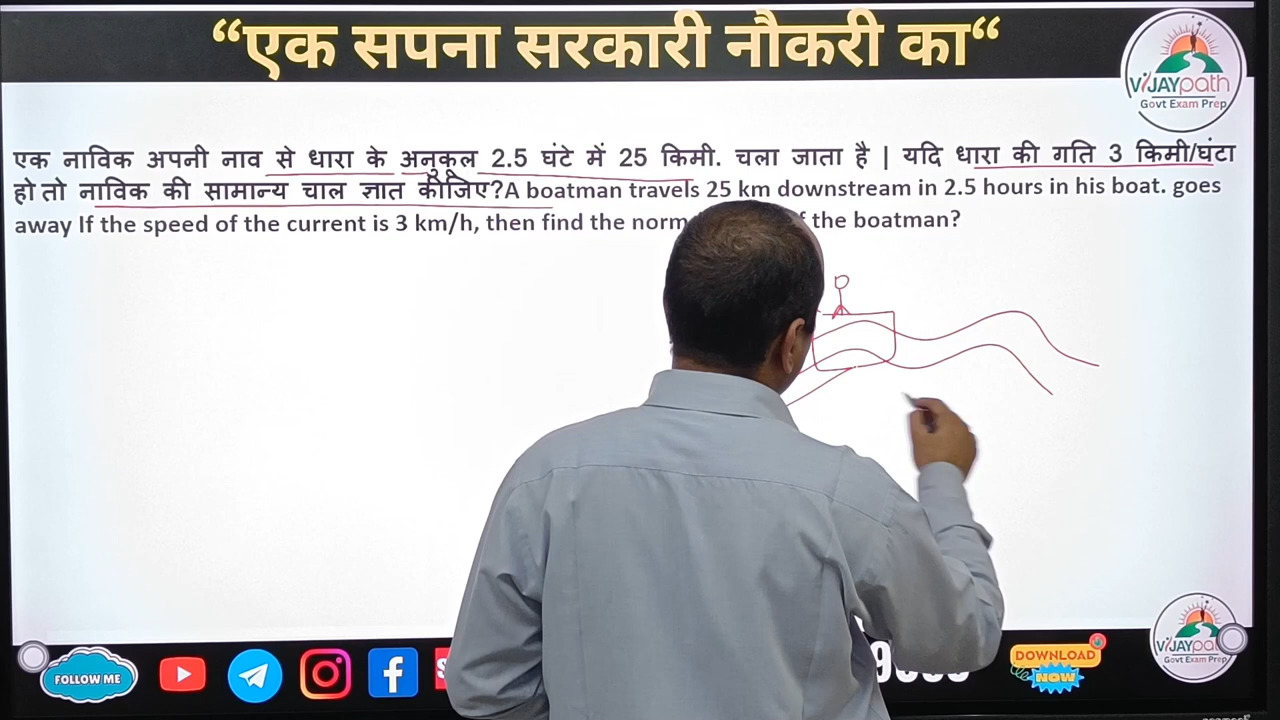 “एक सपना सरकारी नौकरी का“
VIJAYpath
Govt Exam Prep
एक नाविक अपनी नाव से धारा के अनुकूल 2.5 घंटे में 25 किमी. चला जाता है | यदि धारा की गति 3 किमी/घंटा
हो तो नाविक की सामान्य चाल ज्ञात कीजिए?A boatman travels 25 km downstream in 2.5 hours in his boat. goes
away If the speed of the current is 3 km/h, then find the norm f the boatman?
FOLLOW ME
DOWNLOAD
NOW
Govt Exam Prep